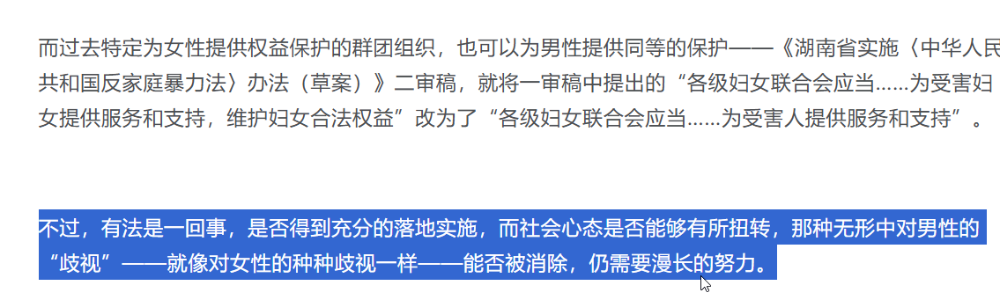 而过去特定为女性提供权益保护的群团组织，也可以为男性提供同等的保护——《湖南省实施〈中华人民
共和国反家庭暴力法〉办法（草案）》二审稿，就将一审稿中提出的“各级妇女联合会应当……为受害妇
女提供服务和支持，维护妇女合法权益”改为了“各级妇女联合会应当……为受害人提供服务和支持”。
不过，有法是一回事，是否得到充分的落地实施，而社会心态是否能够有所扭转，那种无形中对男性的
“歧视”——就像对女性的种种歧视一样——能否被消除，仍需要漫长的努力。